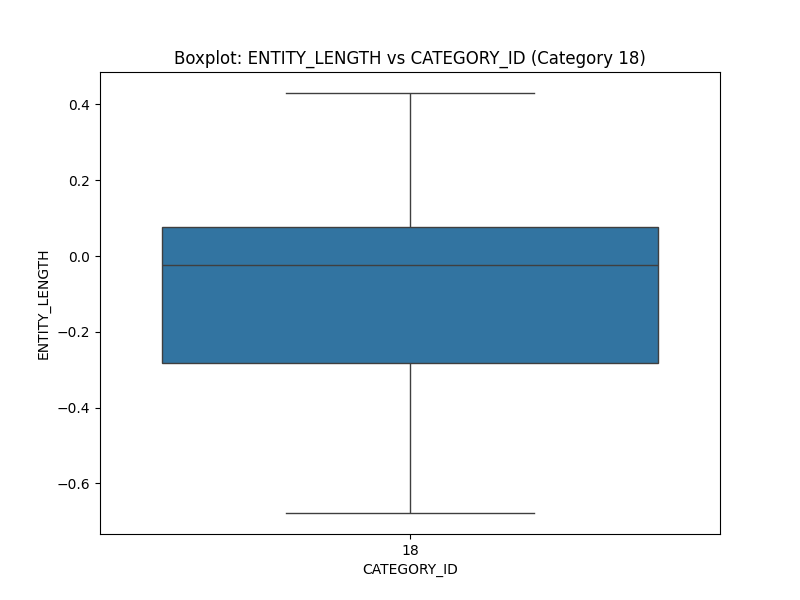 Boxplot: ENTITY_LENGTH vs CATEGORY_ID (Category 18)
0.4
0.2
0.0
−0.2
−0.4
−0.6
ENTITY_LENGTH
18
CATEGORY_ID